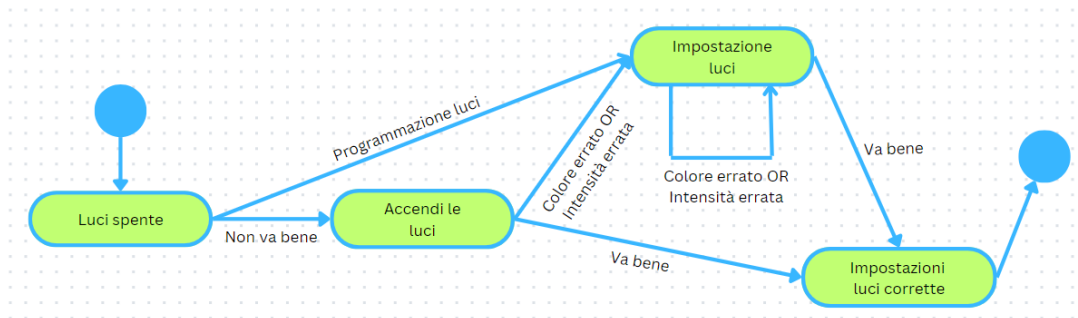 Impostazione
luci
Programmazione luci
Colore errato OR
Intensità errata
Va bene
Colore errato OR
Intensità errata
Luci spente
Accendi le
luci
Non va bene
Va bene
Impostazioni
luci corrette